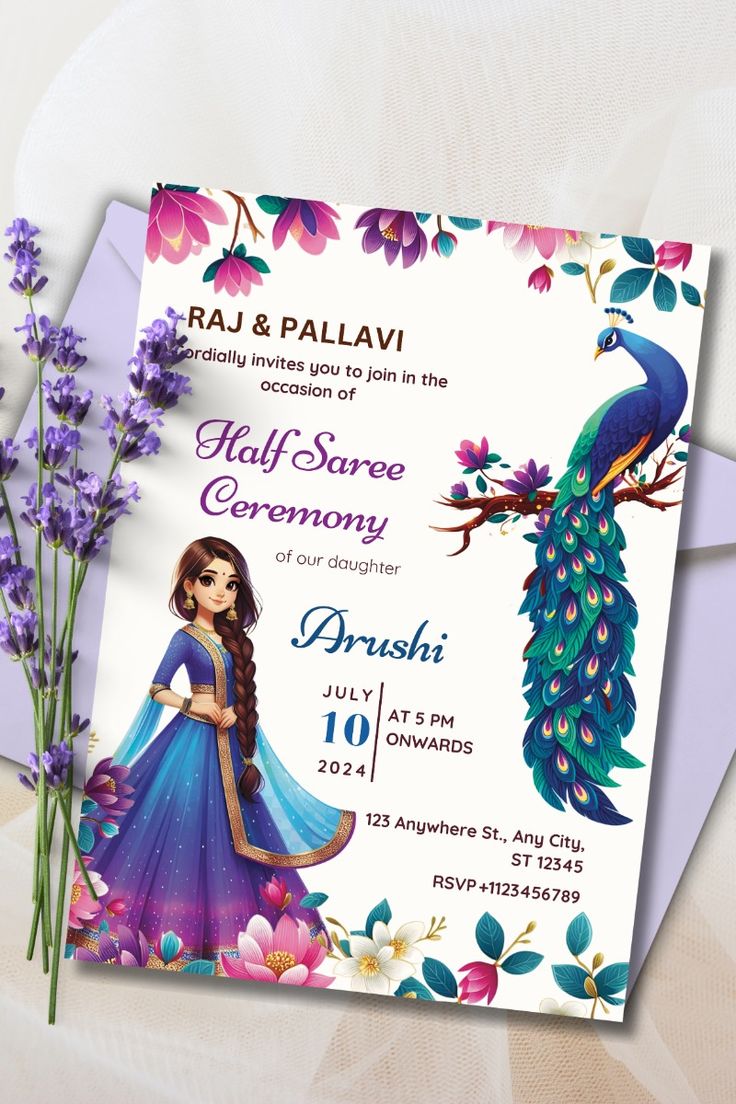 RAJ & PALLAVI
ordially invites you to join in the
occasion of
Half Saree
Ceremony
of our daughter
Arushi
JULY
10
2024
AT 5 PM
ONWARDS
123 Anywhere St., Any City,
ST 12345
RSVP +1123456789